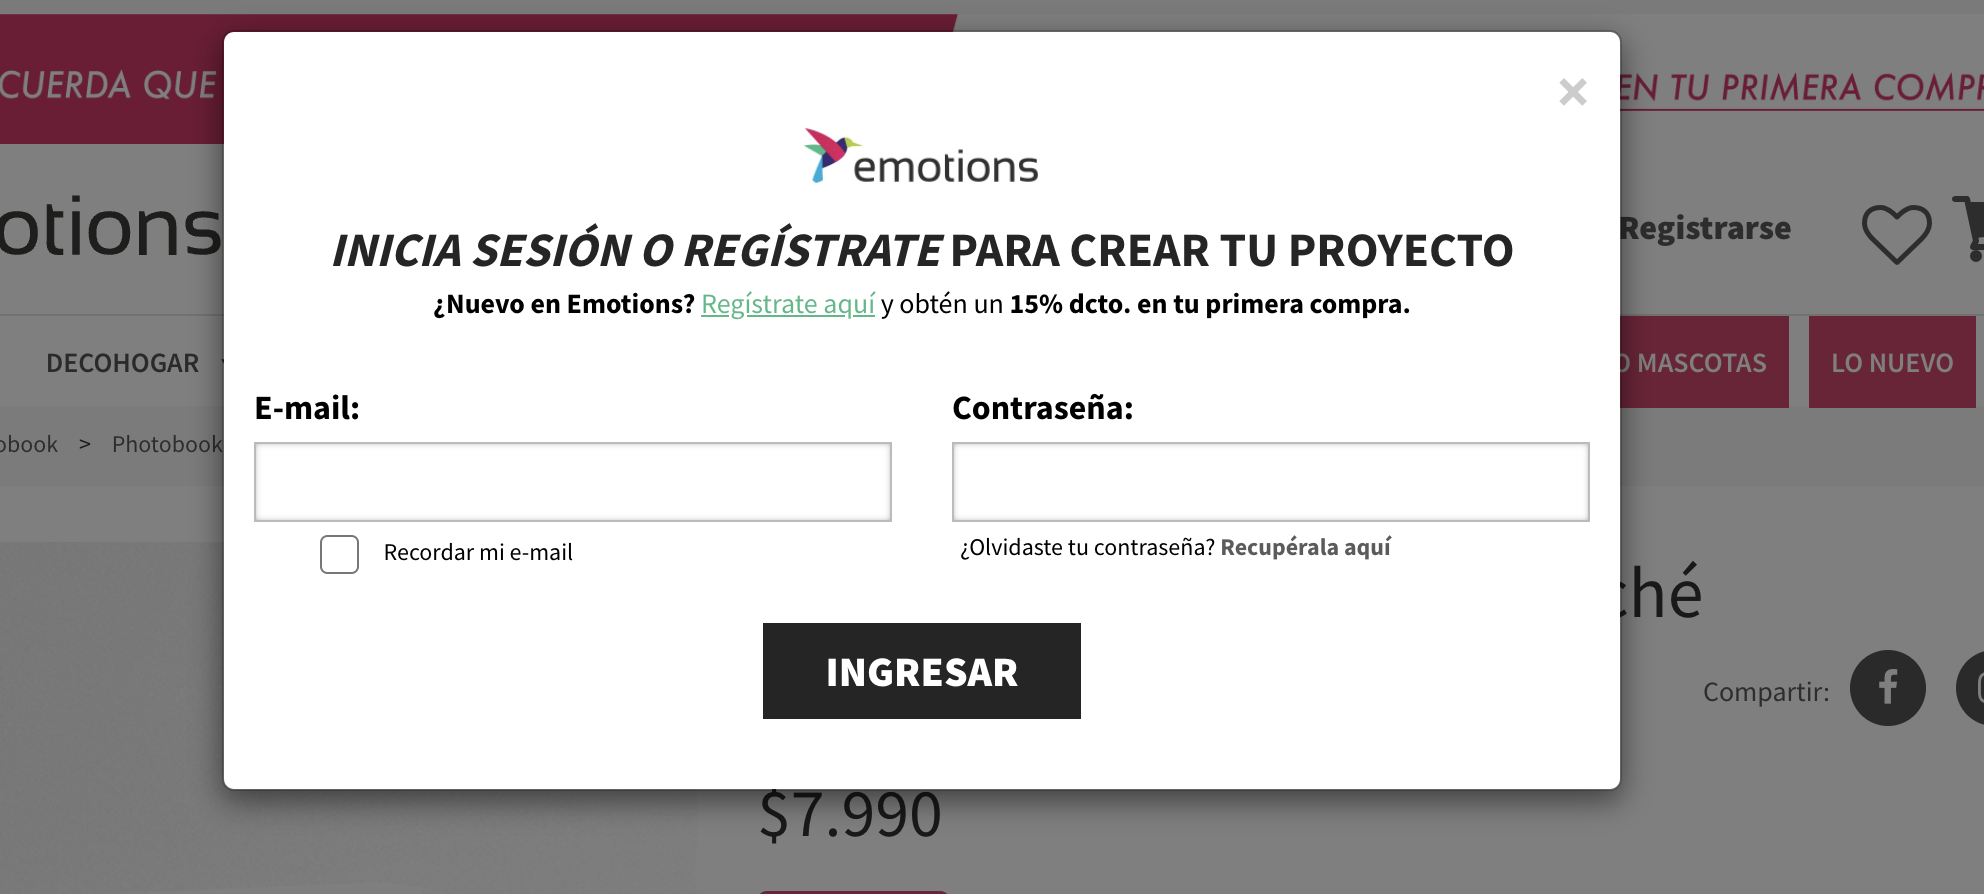 CUERDA QUE
EN TU PRIMERA COMP
emotions
otions
Registrarse
INICIA SESIÓN O REGÍSTRATE PARA CREAR TU PROYECTO
¿Nuevo en Emotions? Regístrate aquí y obtén un 15% dcto. en tu primera compra.
DECOHOGAR
O MASCOTAS
LO NUEVO
E-mail:
Contraseña:
obook > Photobook
Recordar mi e-mail
¿Olvidaste tu contraseña? Recupérala aquí
ché
INGRESAR
Compartir:
$7.990